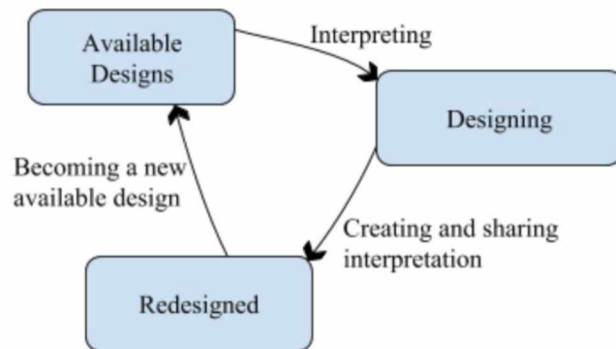 Available
Designs
Interpreting
Designing
Creating and sharing
interpretation
Redesigned
Becoming a new
available design